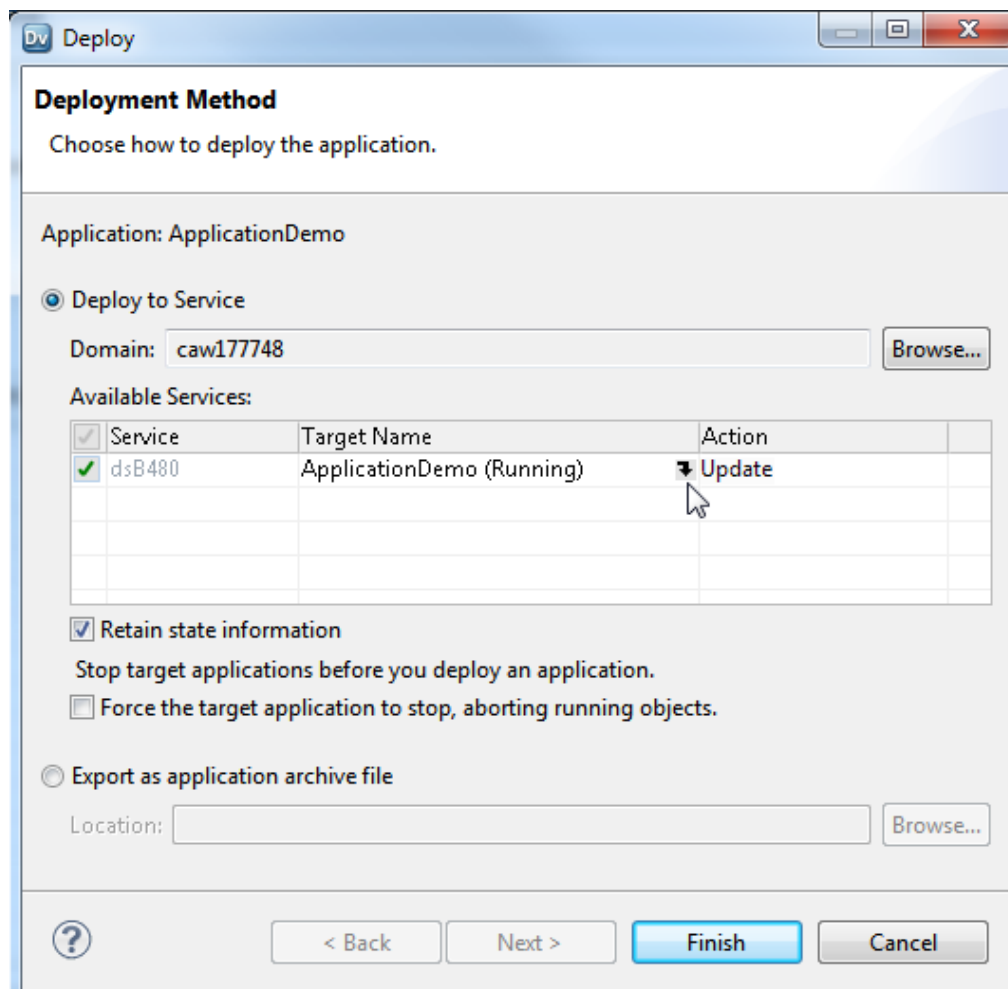 Dv Deploy
Deployment Method
Choose how to deploy the application.
Application: ApplicationDemo
Deploy to Service
Domain: caw177748 Browse...
Available Services:
Service Target Name Action
dsB480 ApplicationDemo (Running) Update
Retain state information
Stop target applications before you deploy an application.
Force the target application to stop, aborting running objects.
Export as application archive file
Location: Browse...
? < Back Next > Finish Cancel